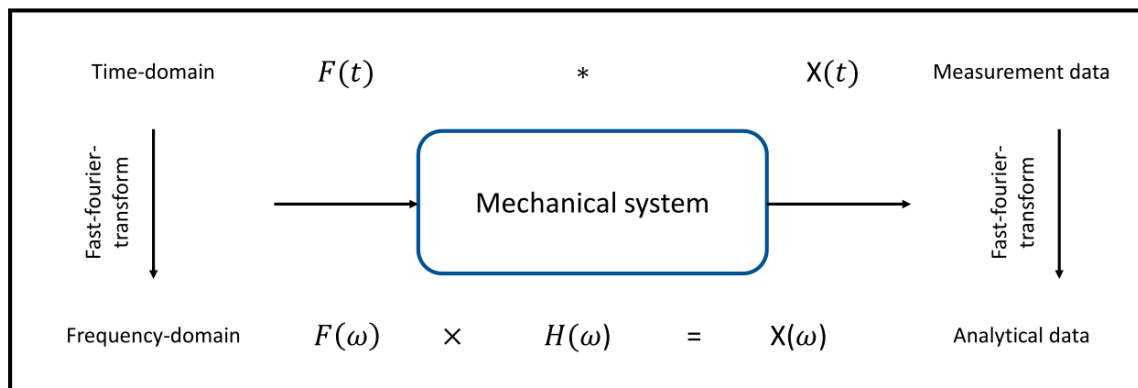 Time-domain F(t) * X(t) Measurement data
Fast-fourier-
transform
Mechanical system
Fast-fourier-
transform
Frequency-domain F(ω) × H(ω) = X(ω) Analytical data